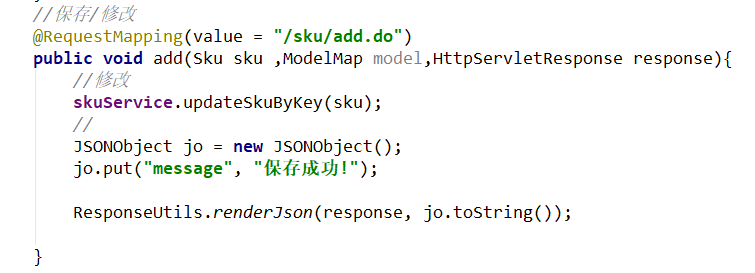 //保存/修改
@RequestMapping(value = "/sku/add.do")
public void add(Sku sku ,ModelMap model,HttpServletResponse response){
//修改
skuService.updateSkuByKey(sku);
//
JSONObject jo = new JSONObject();
jo.put("message", "保存成功!");
ResponseUtils.renderJson(response, jo.toString());
}